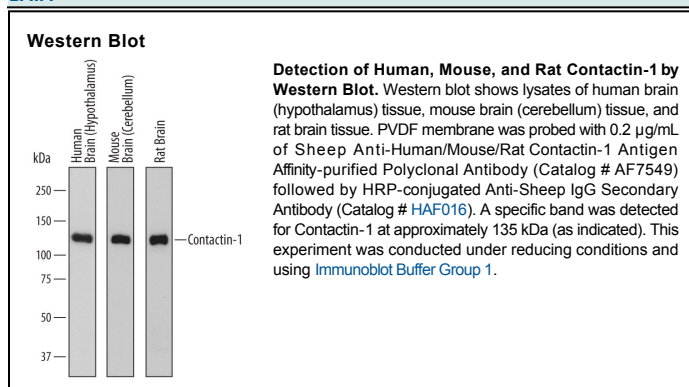 Western Blot
Human
Brain (Hypothalamus)
Mouse
Brain (Cerebellum)
Rat Brain
kDa
250
150
100
75
50
37
Contactin-1
Detection of Human, Mouse, and Rat Contactin-1 by
Western Blot. Western blot shows lysates of human brain
(hypothalamus) tissue, mouse brain (cerebellum) tissue, and
rat brain tissue. PVDF membrane was probed with 0.2 µg/mL
of Sheep Anti-Human/Mouse/Rat Contactin-1 Antigen
Affinity-purified Polyclonal Antibody (Catalog # AF7549)
followed by HRP-conjugated Anti-Sheep IgG Secondary
Antibody (Catalog # HAF016). A specific band was detected
for Contactin-1 at approximately 135 kDa (as indicated). This
experiment was conducted under reducing conditions and
using Immunoblot Buffer Group 1.